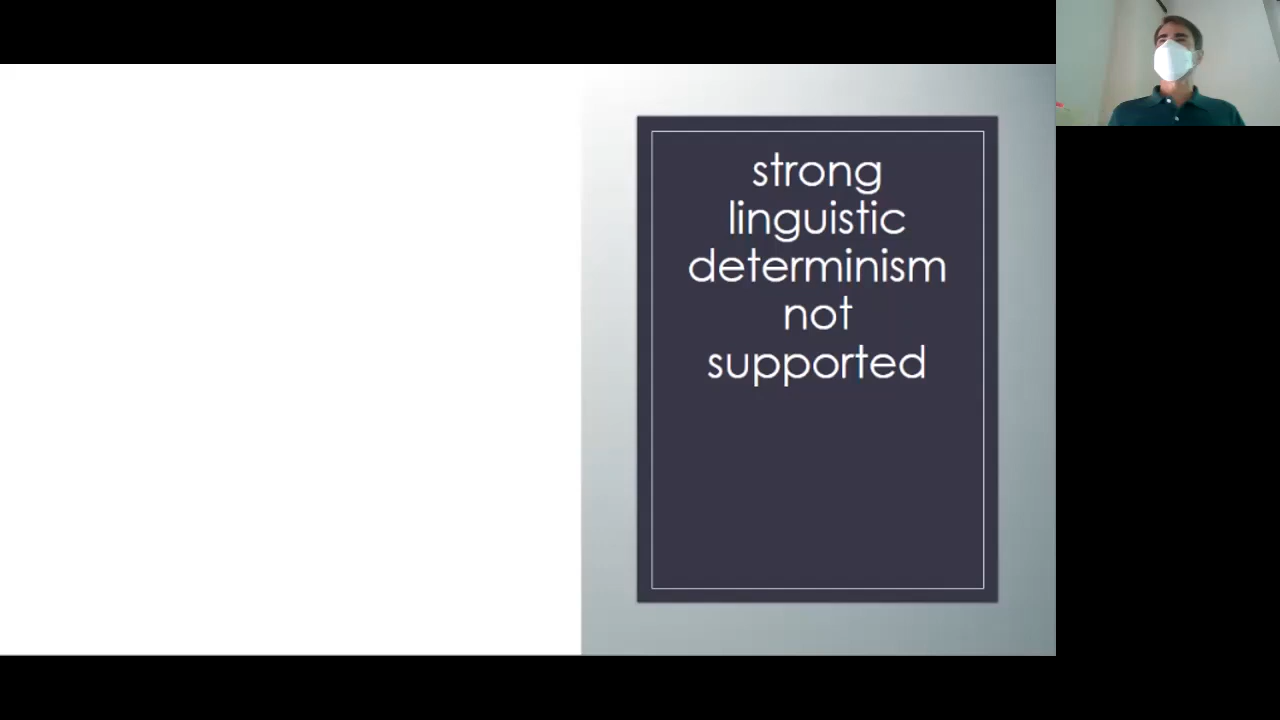 strong
linguistic
determinism
not
supported